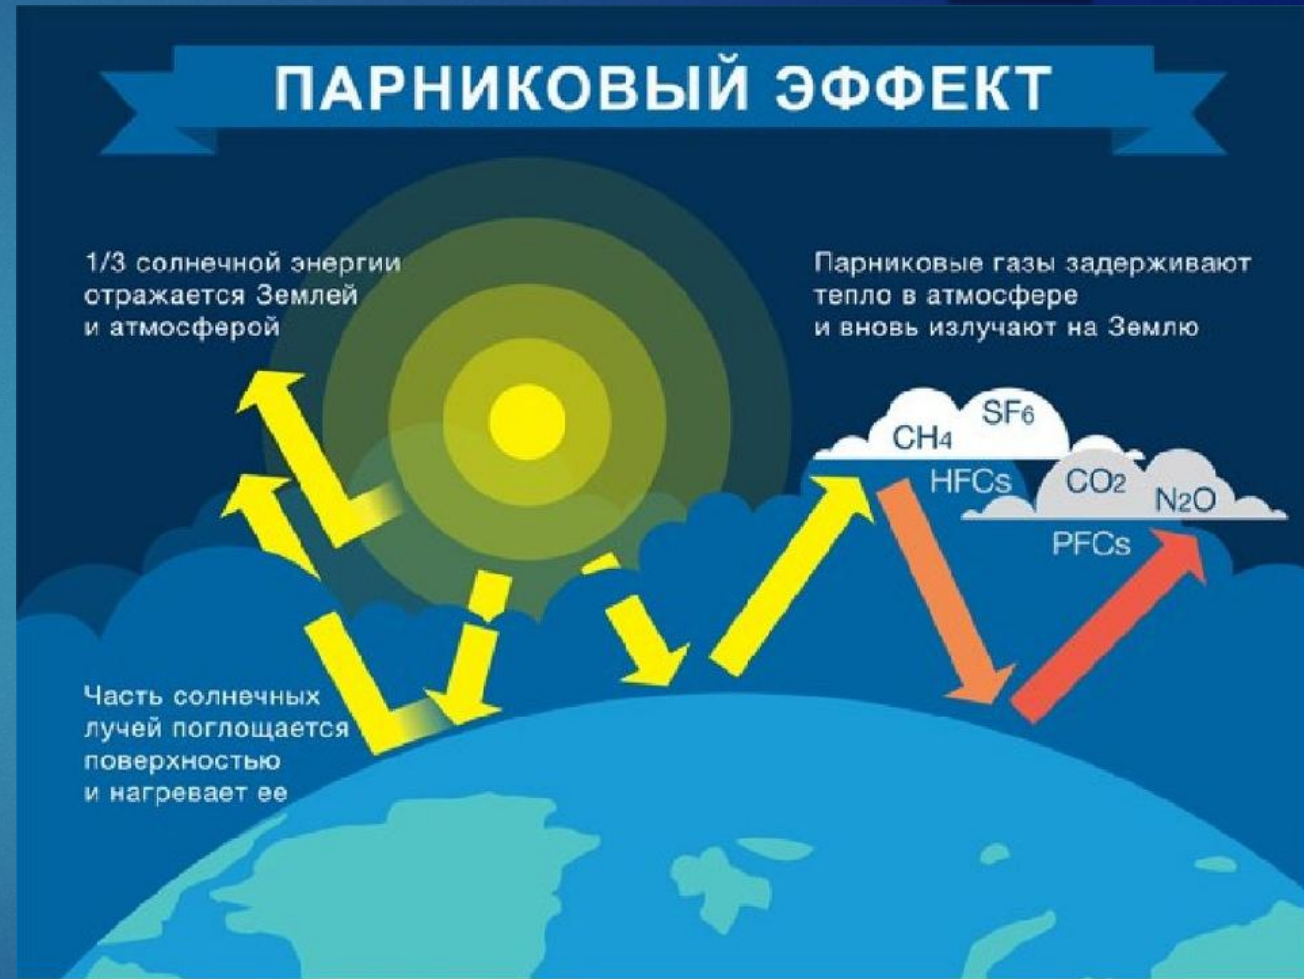 ПАРНИКОВЫЙ ЭФФЕКТ
1/3 солнечной энергии
отражается Землей
и атмосферой
Парниковые газы задерживают
тепло в атмосфере
и вновь излучают на Землю
SF6
CH4
HFCs
CO2
N2O
PFCs
Часть солнечных
лучей поглощается
поверхностью
и нагревает ее